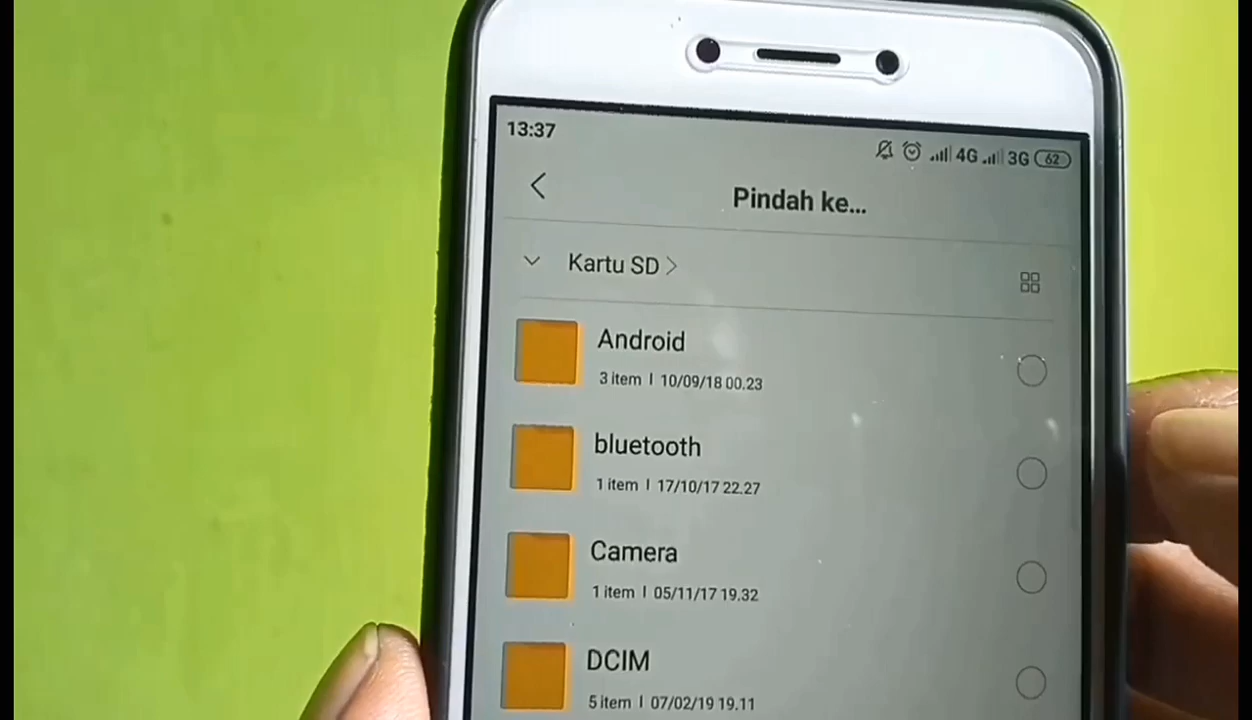 13:37
4G 3G 62
Pindah ke...
Kartu SD >
Android
3 item | 10/09/18 00.23
bluetooth
1 item | 17/10/17 22.27
Camera
1 item | 05/11/17 19.32
DCIM
5 item | 07/02/19 19.11